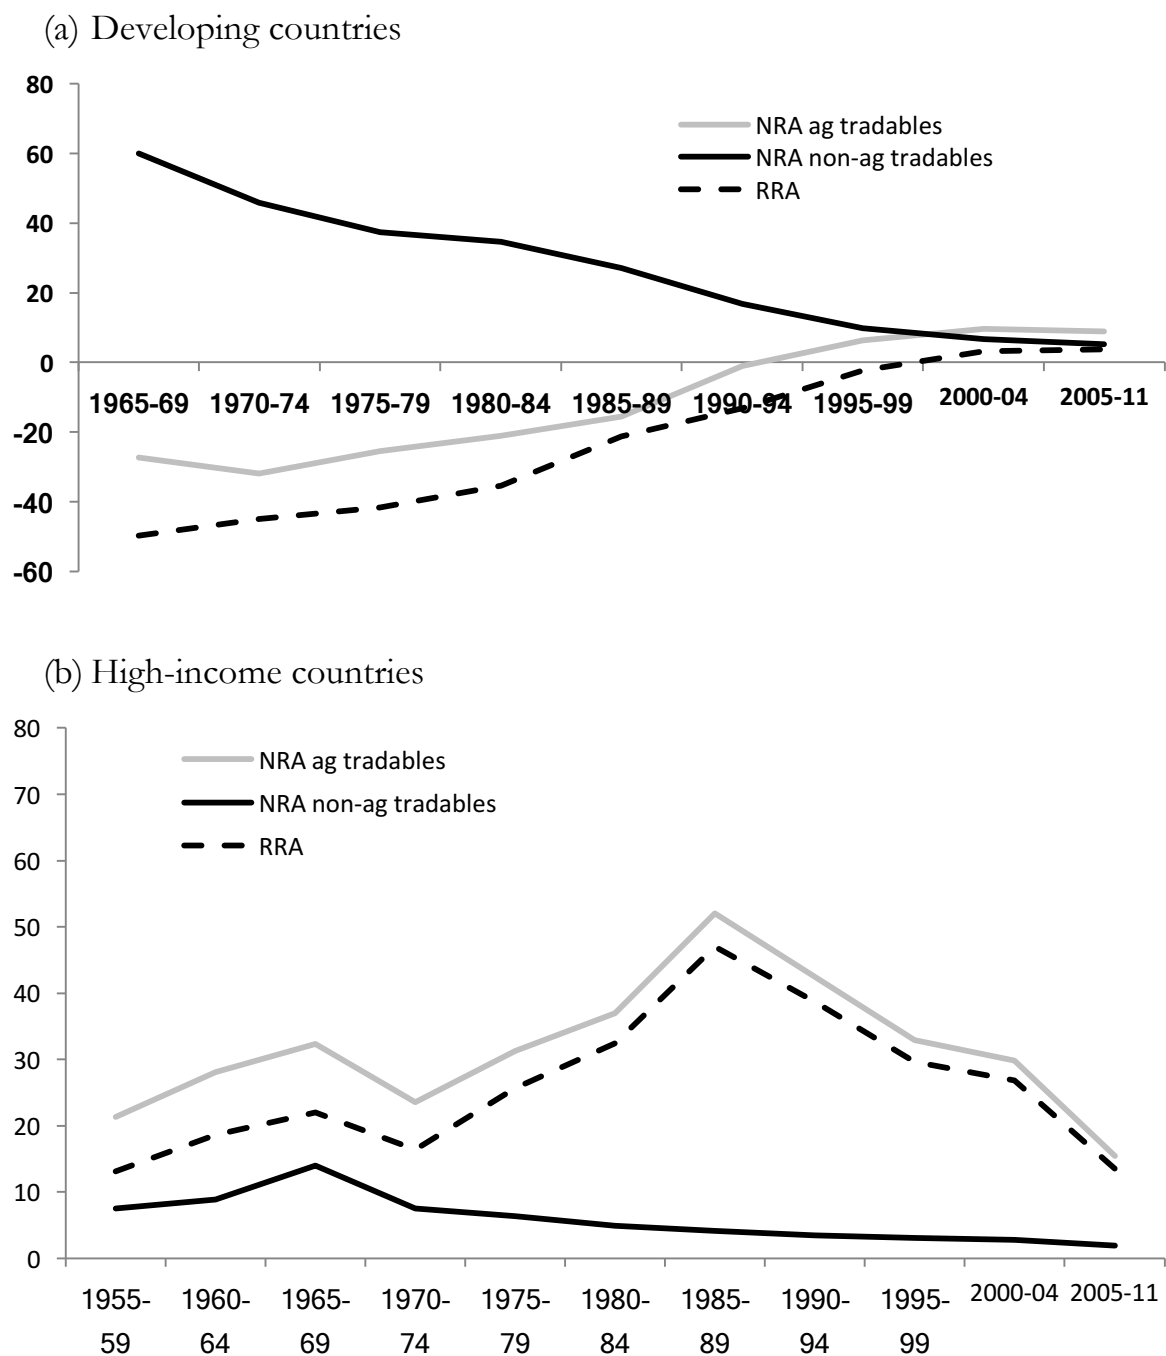 (a) Developing countries
80
NRA ag tradables
60
NRA non-ag tradables
RRA
40
20
0
1965-69 1970-74 1975-79 1980-84 1985-89 1990-94 1995-99 2000-04 2005-11
-20
-40
-60
(b) High-income countries
80
NRA ag tradables
70
NRA non-ag tradables
RRA
60
50
40
30
20
10
0
1955- 1960- 1965- 1970- 1975- 1980- 1985- 1990- 1995- 2000-04 2005-11
59 64 69 74 79 84 89 94 99